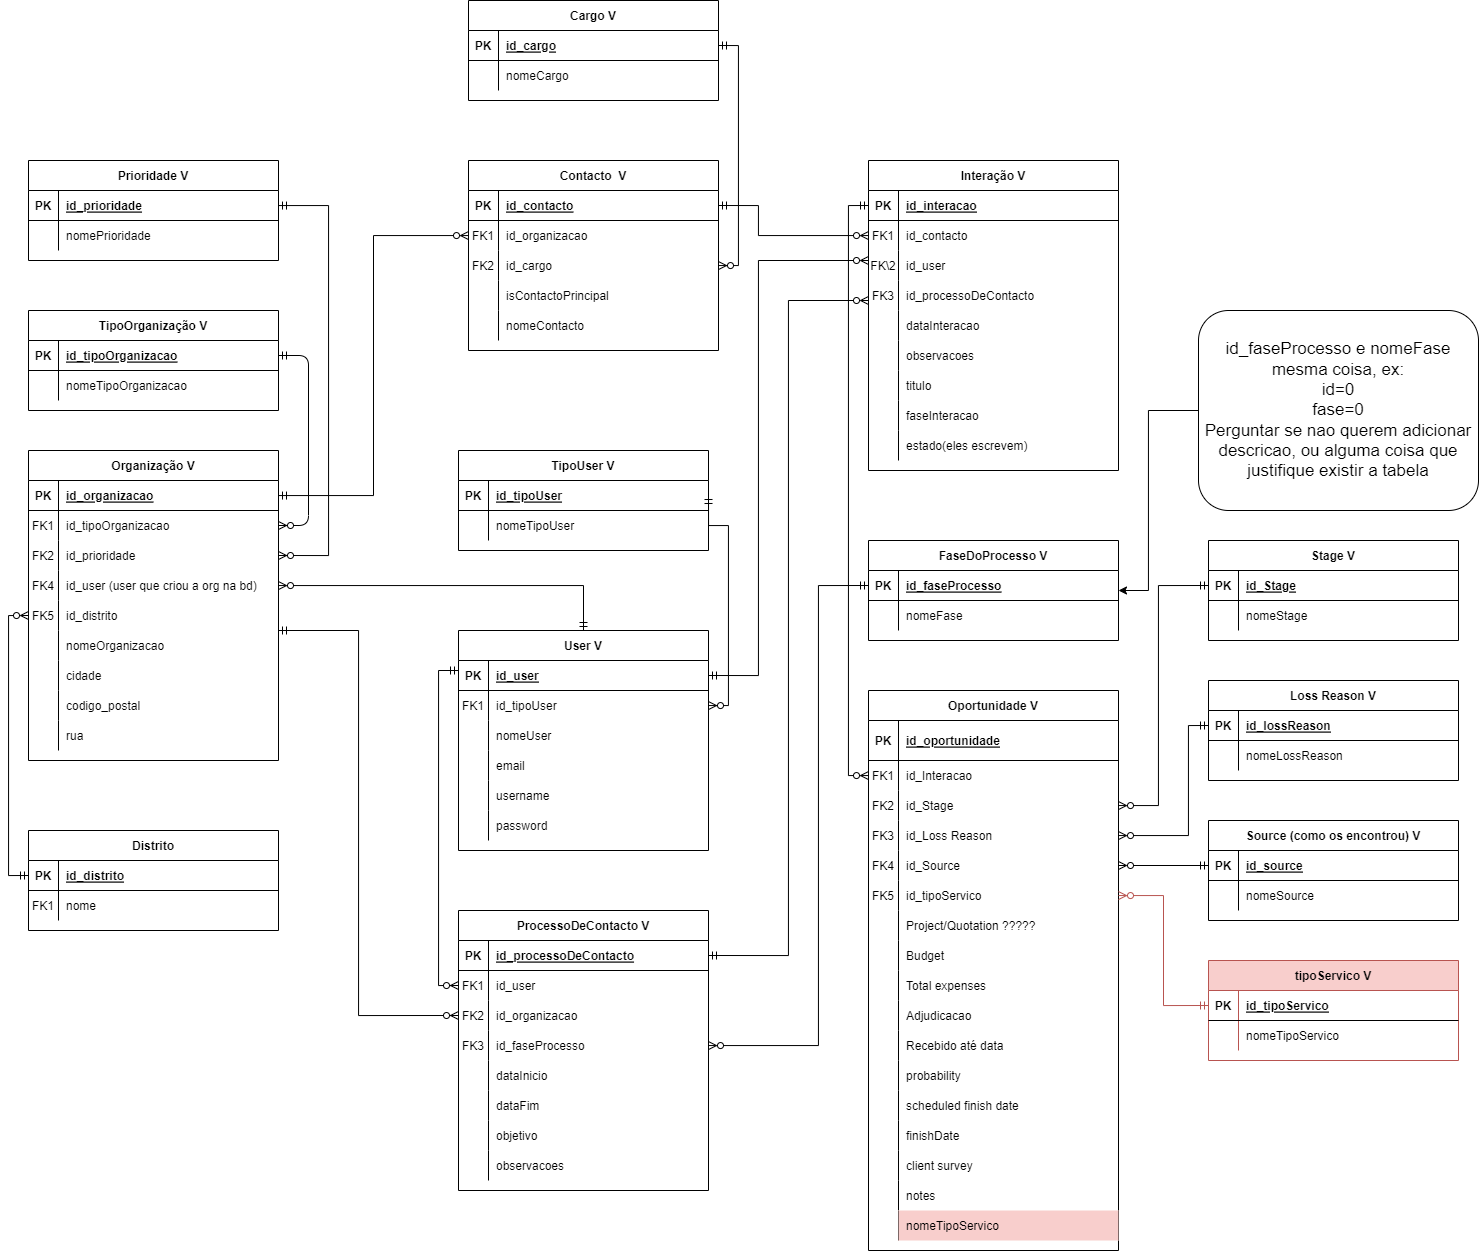 Cargo V
PK id_cargo
nomeCargo
Prioridade V
PK id_prioridade
nomePrioridade
Contacto V
PK id_contacto
FK1 id_organizacao
FK2 id_cargo
isContactoPrincipal
nomeContacto
Interação V
PK id_interacao
FK1 id_contacto
FK\2 id_user
FK3 id_processoDeContacto
dataInteracao
observacoes
titulo
faseInteracao
estado(eles escrevem)
TipoOrganização V
PK id_tipoOrganizacao
nomeTipoOrganizacao
id_faseProcesso e nomeFase
mesma coisa, ex:
id=0
fase=0
Perguntar se nao querem adicionar
descricao, ou alguma coisa que
justifique existir a tabela
Organização V
PK id_organizacao
FK1 id_tipoOrganizacao
FK2 id_prioridade
FK4 id_user (user que criou a org na bd)
FK5 id_distrito
nomeOrganizacao
cidade
codigo_postal
rua
TipoUser V
PK id_tipoUser
nomeTipoUser
FaseDoProcesso V
PK id_faseProcesso
nomeFase
Stage V
PK id_Stage
nomeStage
User V
PK id_user
FK1 id_tipoUser
nomeUser
email
username
password
Oportunidade V
PK id_oportunidade
FK1 id_Interacao
FK2 id_Stage
FK3 id_Loss Reason
FK4 id_Source
FK5 id_tipoServico
Project/Quotation ?????
Budget
Total expenses
Adjudicacao
Recebido até data
probability
scheduled finish date
finishDate
client survey
notes
nomeTipoServico
Loss Reason V
PK id_lossReason
nomeLossReason
Source (como os encontrou) V
PK id_source
nomeSource
Distrito
PK id_distrito
FK1 nome
ProcessoDeContacto V
PK id_processoDeContacto
FK1 id_user
FK2 id_organizacao
FK3 id_faseProcesso
dataInicio
dataFim
objetivo
observacoes
tipoServico V
PK id_tipoServico
nomeTipoServico